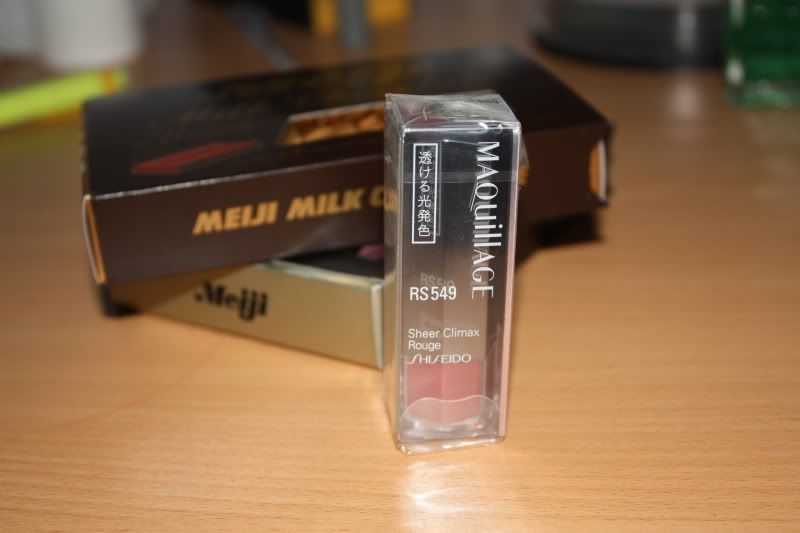 MAQuillAGE
透ける光発色
RS549
Sheer Climax
Rouge
SHISEIDO
MEIJI MILK
Meiji